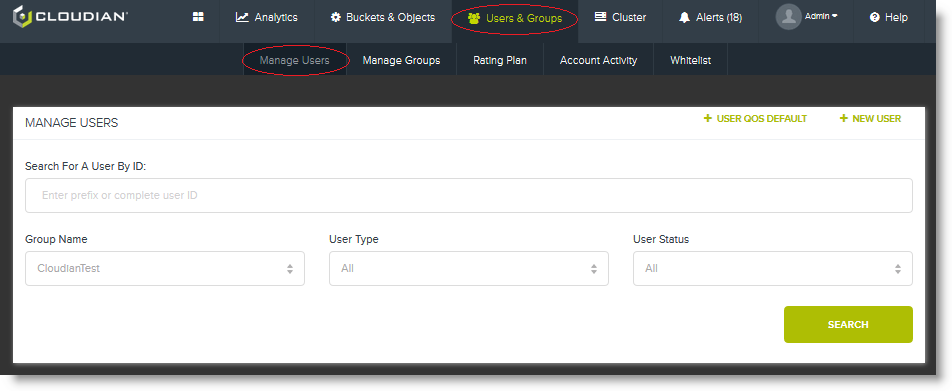 CLOUDIAN Analytics Buckets & Objects Users & Groups Cluster Alerts (18) Admin Help
Manage Users Manage Groups Rating Plan Account Activity Whitelist
MANAGE USERS + USER QOS DEFAULT + NEW USER
Search For A User By ID:
Enter prefix or complete user ID
Group Name User Type User Status
CloudianTest All All
SEARCH